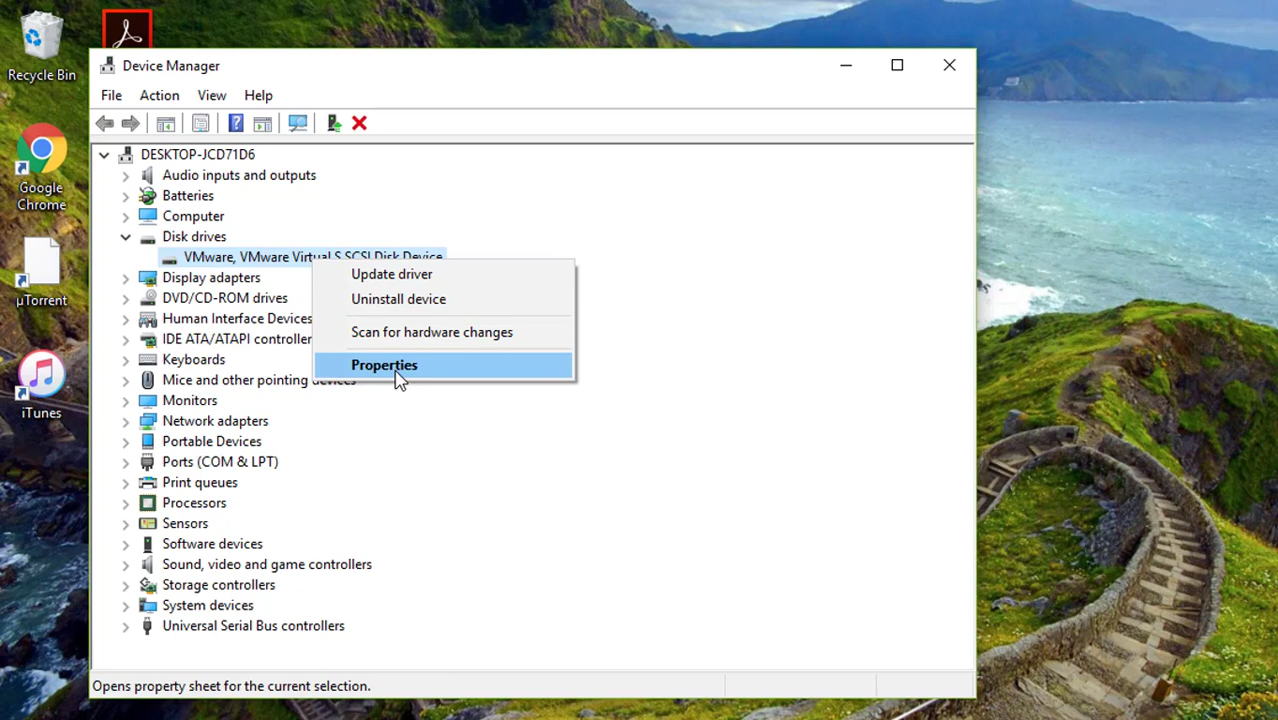 Recycle Bin
Google
Chrome
µTorrent
iTunes
Device Manager
File Action View Help
DESKTOP-JCD71D6
Audio inputs and outputs
Batteries
Computer
Disk drives
VMware, VMware Virtual S SCSI Disk Device
Display adapters
DVD/CD-ROM drives
Human Interface Devices
IDE ATA/ATAPI controller
Keyboards
Mice and other pointing devices
Monitors
Network adapters
Portable Devices
Ports (COM & LPT)
Print queues
Processors
Sensors
Software devices
Sound, video and game controllers
Storage controllers
System devices
Universal Serial Bus controllers
Update driver
Uninstall device
Scan for hardware changes
Properties
Opens property sheet for the current selection.